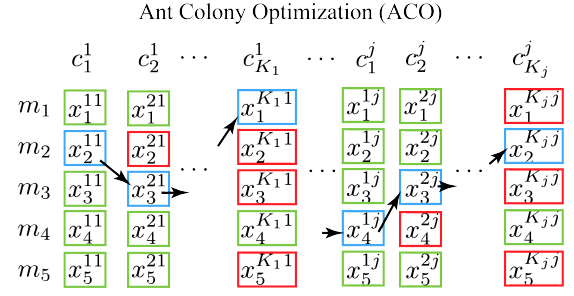 Ant Colony Optimization (ACO)
c_1^1 c_2^1 ··· c_{K_1}^1 ··· c_1^j c_2^j ··· c_{K_j}^j
m_1 x_1^{11} x_1^{21} x_1^{K_1 1} x_1^{1j} x_1^{2j} x_1^{K_j j}
m_2 x_2^{11} x_2^{21} ··· x_2^{K_1 1} ··· x_2^{1j} x_2^{2j} ··· x_2^{K_j j}
m_3 x_3^{11} x_3^{21} x_3^{K_1 1} x_3^{1j} x_3^{2j} x_3^{K_j j}
m_4 x_4^{11} x_4^{21} x_4^{K_1 1} x_4^{1j} x_4^{2j} x_4^{K_j j}
m_5 x_5^{11} x_5^{21} x_5^{K_1 1} x_5^{1j} x_5^{2j} x_5^{K_j j}